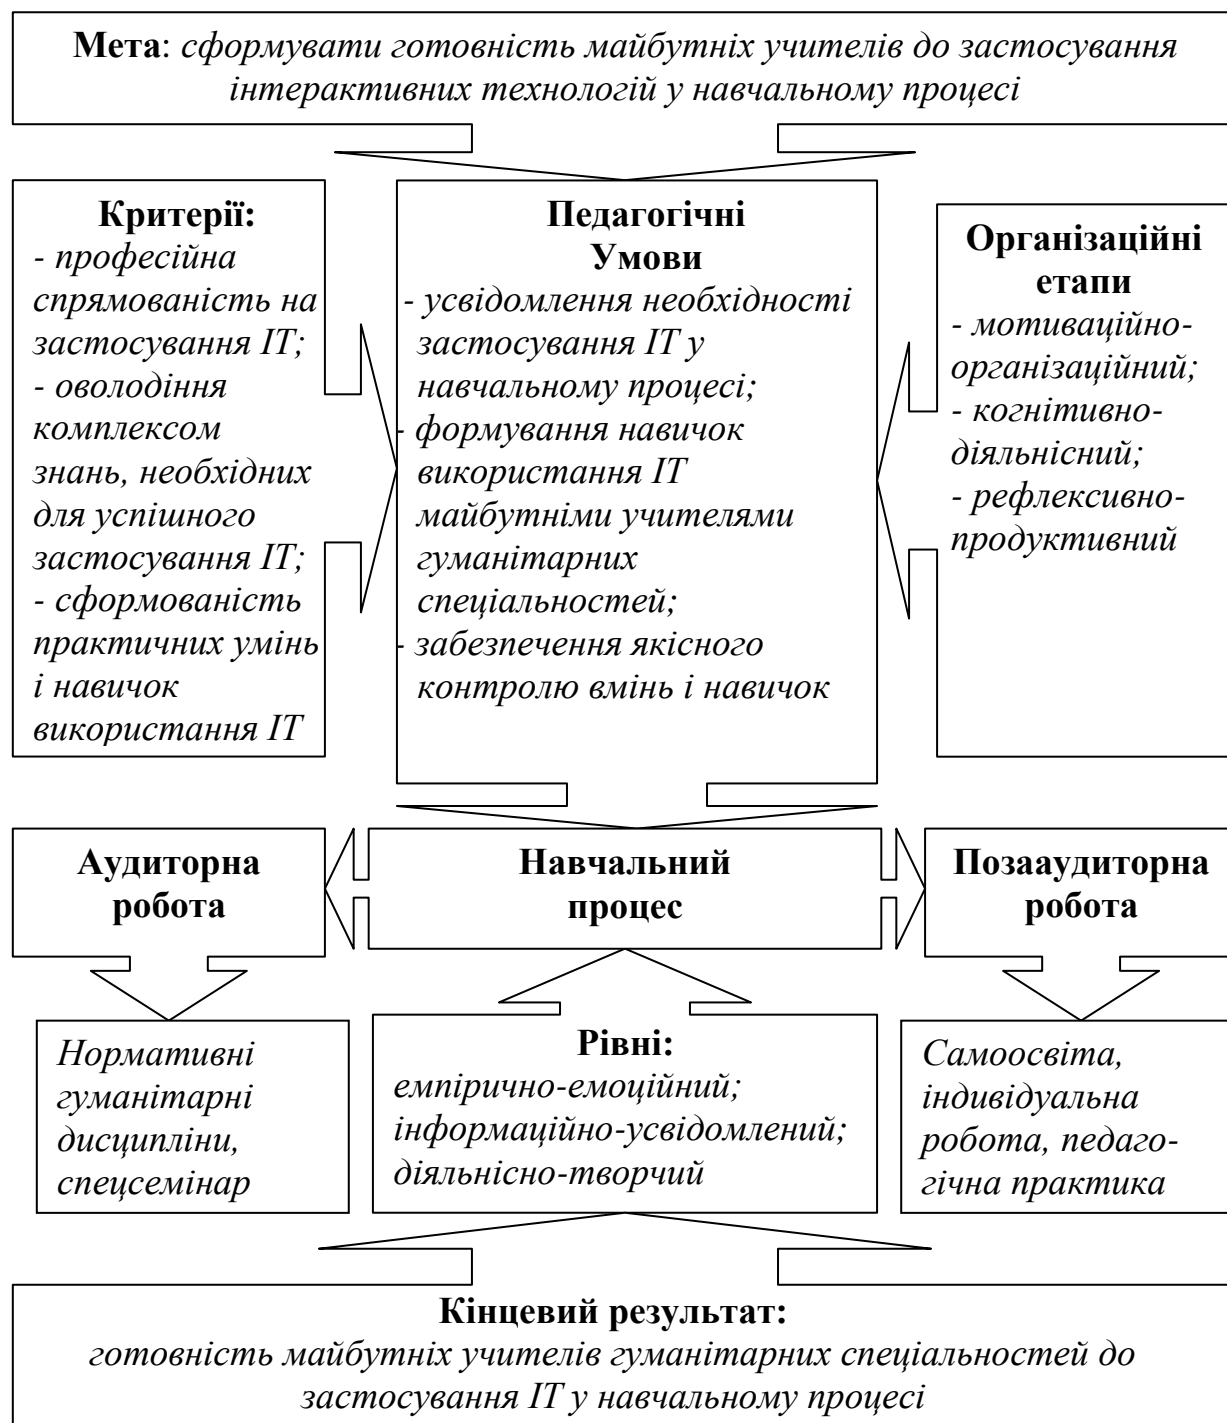 Мета: сформувати готовність майбутніх учителів до застосування
інтерактивних технологій у навчальному процесі
Критерії:
- професійна
спрямованість на
застосування ІТ;
- оволодіння
комплексом
знань, необхідних
для успішного
застосування ІТ;
- сформованість
практичних умінь
і навичок
використання ІТ
Педагогічні
Умови
- усвідомлення необхідності
застосування ІТ у
навчальному процесі;
- формування навичок
використання ІТ
майбутніми учителями
гуманітарних
спеціальностей;
- забезпечення якісного
контролю вмінь і навичок
Організаційні
етапи
- мотиваційно-
організаційний;
- когнітивно-
діяльнісний;
- рефлексивно-
продуктивний
Аудиторна
робота
Навчальний
процес
Позааудиторна
робота
Нормативні
гуманітарні
дисципліни,
спецсемінар
Рівні:
емпірично-емоційний;
інформаційно-усвідомлений;
діяльнісно-творчий
Самоосвіта,
індивідуальна
робота, педаго-
гічна практика
Кінцевий результат:
готовність майбутніх учителів гуманітарних спеціальностей до
застосування ІТ у навчальному процесі